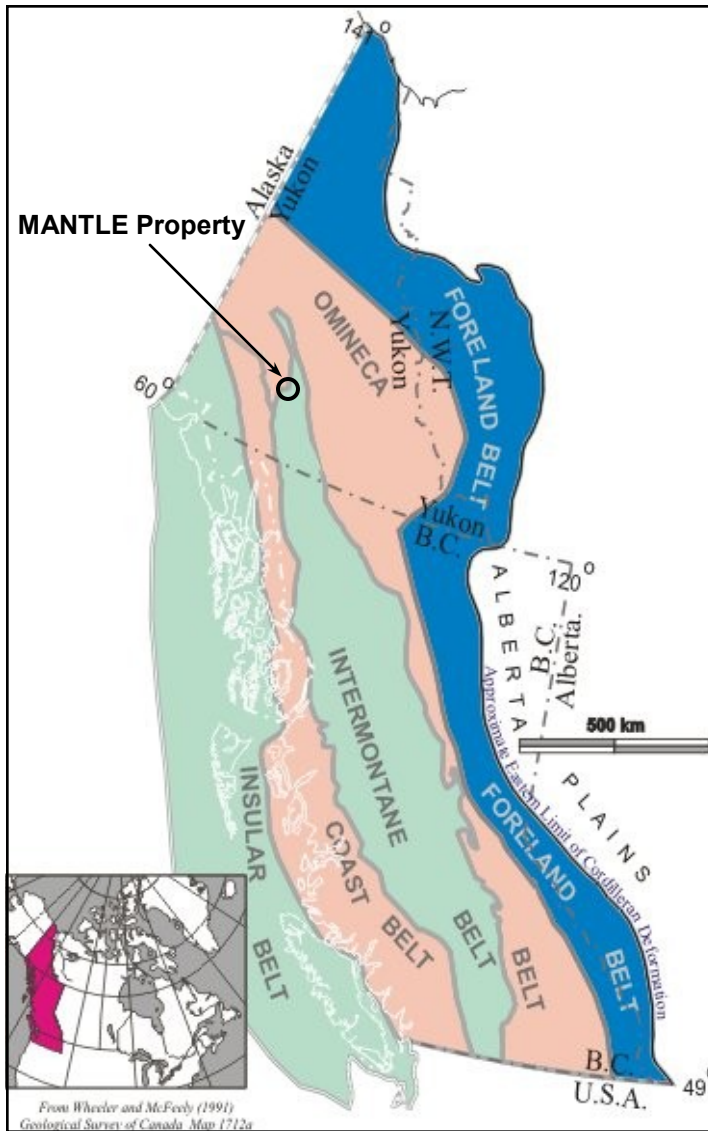 141°
Alaska
Yukon
MANTLE Property
OMINECA
N.W.T.
Yukon
FORELAND BELT
60°
Yukon
B.C.
120°
ALBERTA PLAINS
B.C.
Alberta.
Approximate Eastern Limit of Cordilleran Deformation
500 km
INTERMONTANE BELT
INSULAR BELT
COAST BELT
BELT
FORELAND BELT
B.C.
U.S.A.
49°
From Wheeler and McFeely (1991)
Geological Survey of Canada Map 1712a